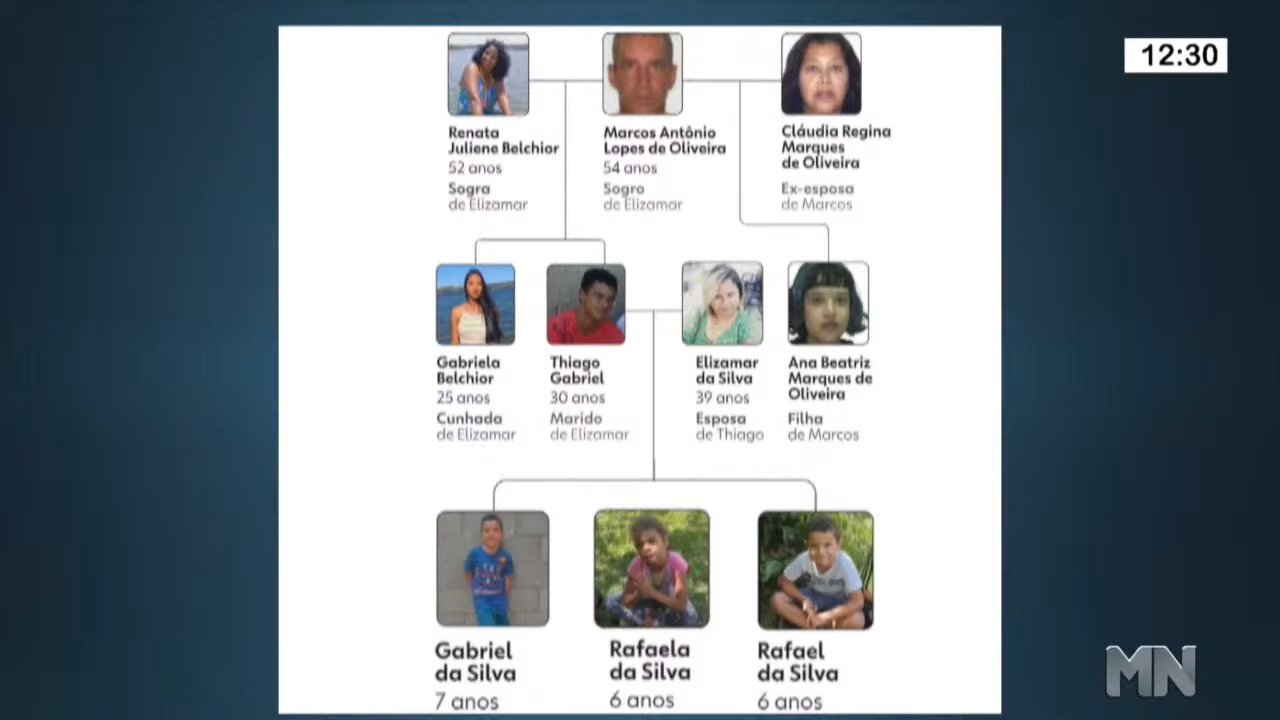 12:30
Renata
Juliene Belchior
52 anos
Sogra
de Elizamar
Marcos Antônio
Lopes de Oliveira
54 anos
Sogro
de Elizamar
Cláudia Regina
Marques
de Oliveira
Ex-esposa
de Marcos
Gabriela
Belchior
25 anos
Cunhada
de Elizamar
Thiago
Gabriel
30 anos
Marido
de Elizamar
Elizamar
da Silva
39 anos
Esposa
de Thiago
Ana Beatriz
Marques de
Oliveira
Filha
de Marcos
Gabriel
da Silva
7 anos
Rafaela
da Silva
6 anos
Rafael
da Silva
6 anos
MN